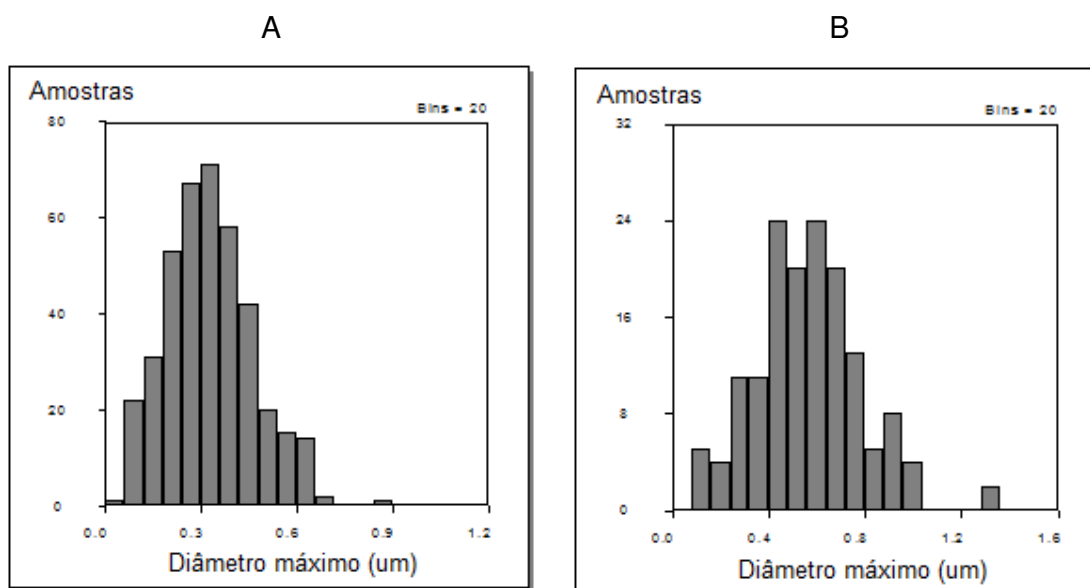 A
B
Amostras
Bins = 20
80
60
40
20
0
0.0 0.3 0.6 0.9 1.2
Diâmetro máximo (um)
Amostras
Bins = 20
32
24
16
8
0
0.0 0.4 0.8 1.2 1.6
Diâmetro máximo (um)